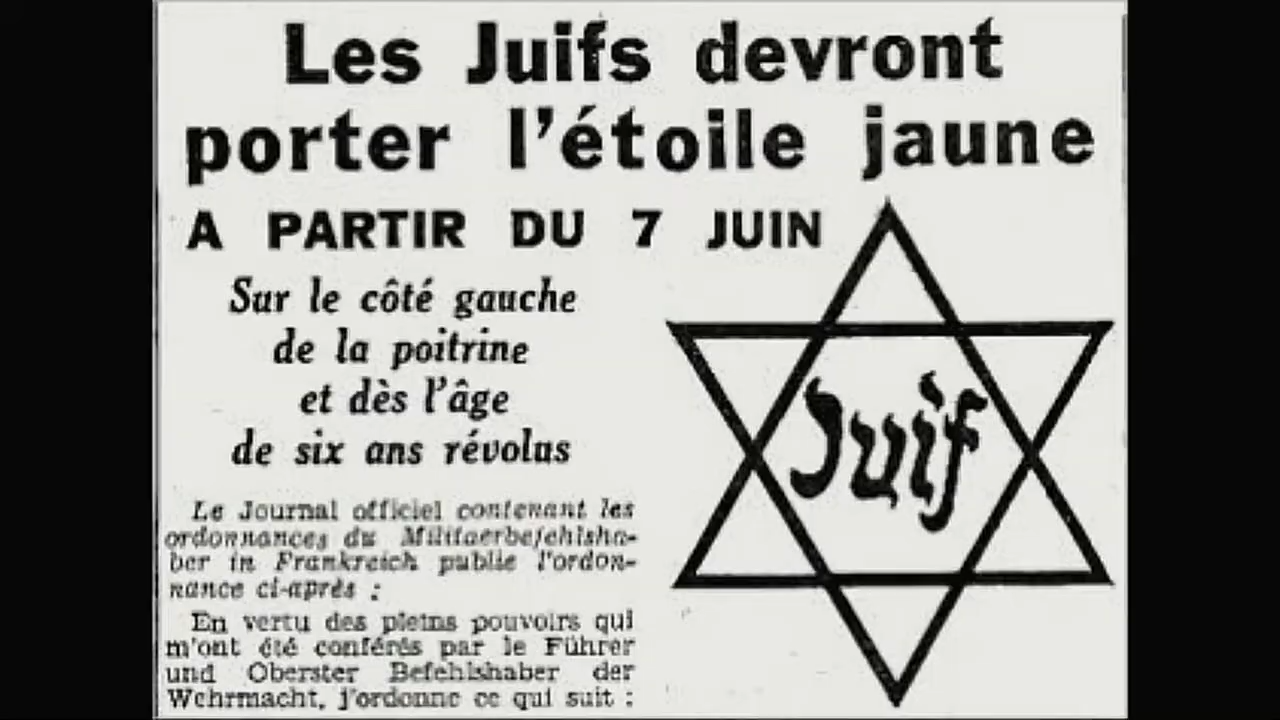 Les Juifs devront
porter l'étoile jaune
A PARTIR DU 7 JUIN
Sur le côté gauche
de la poitrine
et dès l'âge
de six ans révolus
Juif
Le Journal officiel contenant les
ordonnances du Militaerbefehlsha-
ber in Frankreich publie l'ordon-
nance ci-après :
En vertu des pleins pouvoirs qui
m'ont été conférés par le Führer
und Oberster Befehlshaber der
Wehrmacht, j'ordonne ce qui suit :